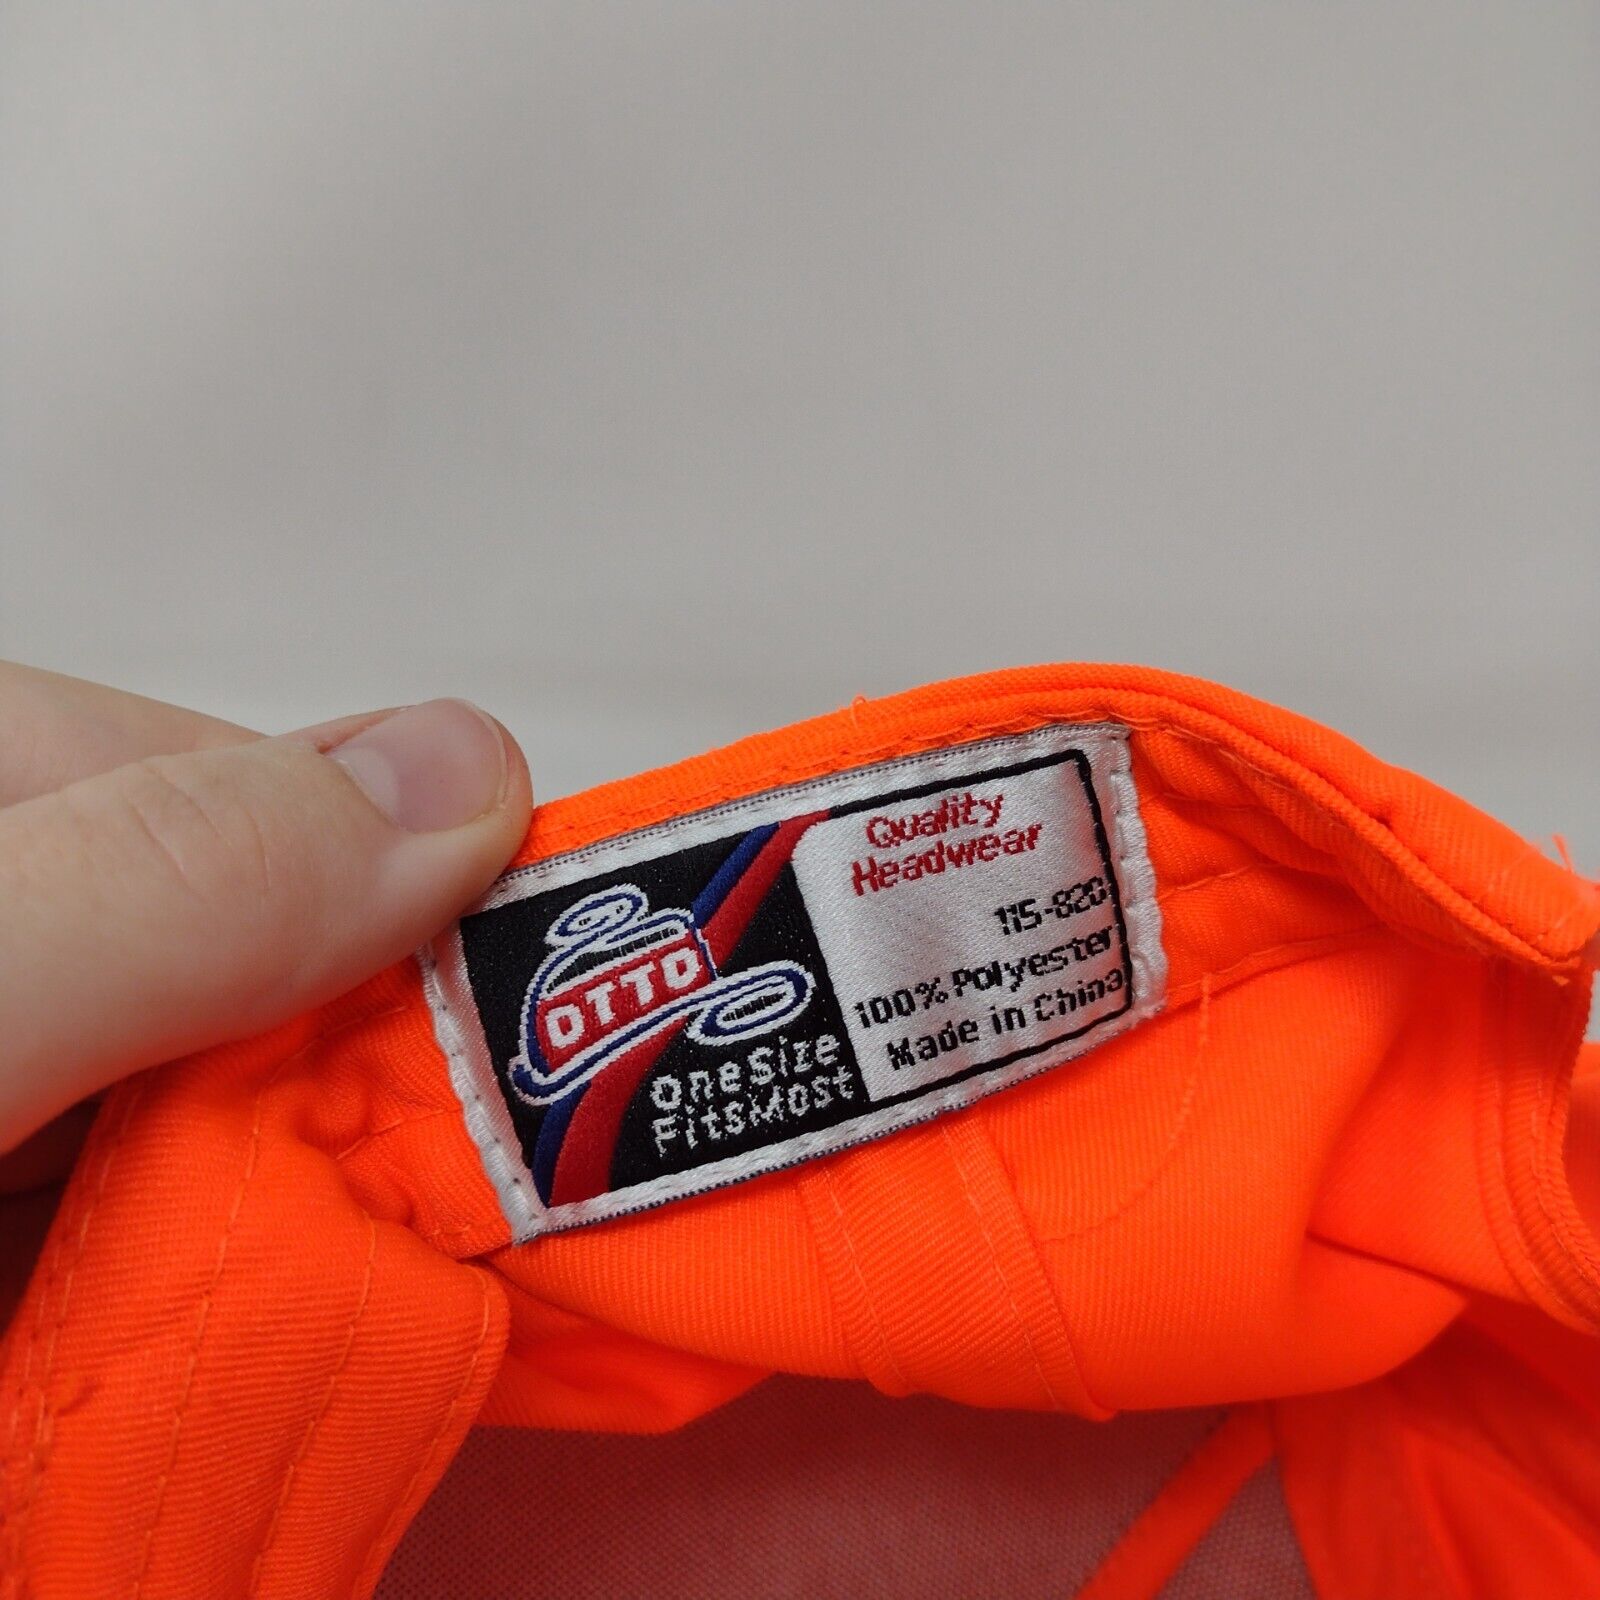 OTTO
One Size
Fits Most
Quality
Headwear
115-820
100% Polyester
Made in China